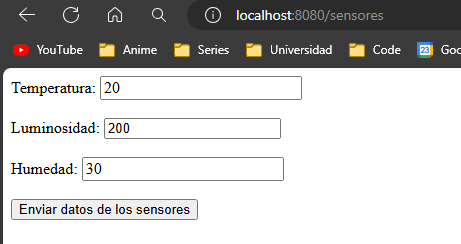 localhost:8080/sensores
YouTube Anime Series Universidad Code 23 Goo
Temperatura: 20
Luminosidad: 200
Humedad: 30
Enviar datos de los sensores